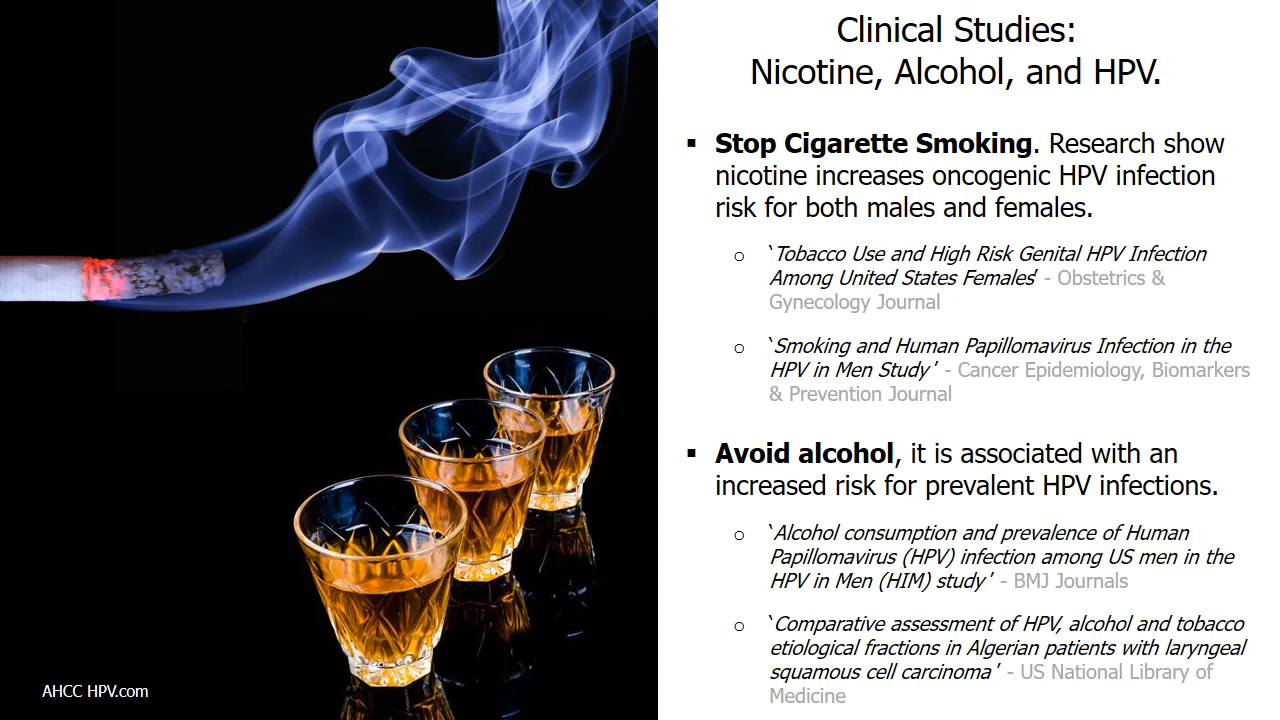 Clinical Studies:
Nicotine, Alcohol, and HPV.
▪ Stop Cigarette Smoking. Research show
nicotine increases oncogenic HPV infection
risk for both males and females.
o ‘Tobacco Use and High Risk Genital HPV Infection
Among United States Females’ - Obstetrics &
Gynecology Journal
o ‘Smoking and Human Papillomavirus Infection in the
HPV in Men Study’ - Cancer Epidemiology, Biomarkers
& Prevention Journal
▪ Avoid alcohol, it is associated with an
increased risk for prevalent HPV infections.
o ‘Alcohol consumption and prevalence of Human
Papillomavirus (HPV) infection among US men in the
HPV in Men (HIM) study’ - BMJ Journals
o ‘Comparative assessment of HPV, alcohol and tobacco
etiological fractions in Algerian patients with laryngeal
squamous cell carcinoma’ - US National Library of
Medicine
AHCC HPV.com